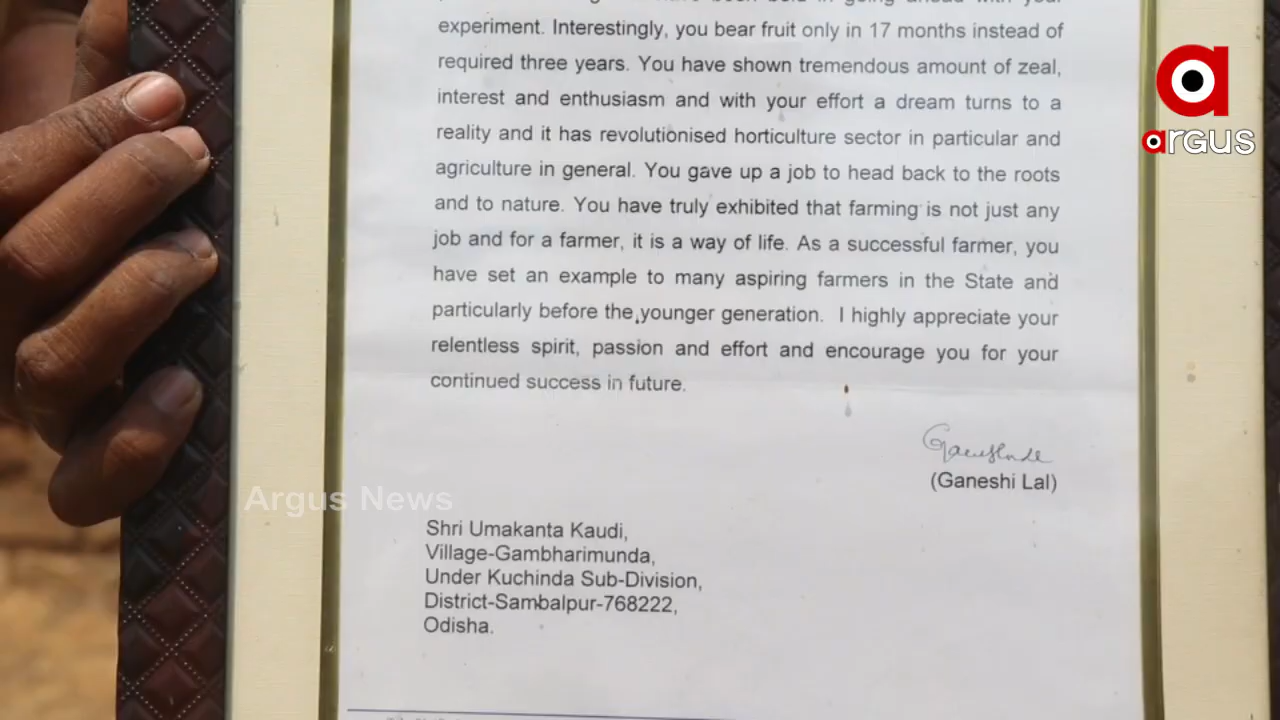 experiment. Interestingly, you bear fruit only in 17 months instead of
required three years. You have shown tremendous amount of zeal,
interest and enthusiasm and with your effort a dream turns to a
reality and it has revolutionised horticulture sector in particular and
agriculture in general. You gave up a job to head back to the roots
and to nature. You have truly exhibited that farming is not just any
job and for a farmer, it is a way of life. As a successful farmer, you
have set an example to many aspiring farmers in the State and
particularly before the younger generation. I highly appreciate your
relentless spirit, passion and effort and encourage you for your
continued success in future.
(Ganeshi Lal)
Shri Umakanta Kaudi,
Village-Gambharimunda,
Under Kuchinda Sub-Division,
District-Sambalpur-768222,
Odisha.
argus
Argus News